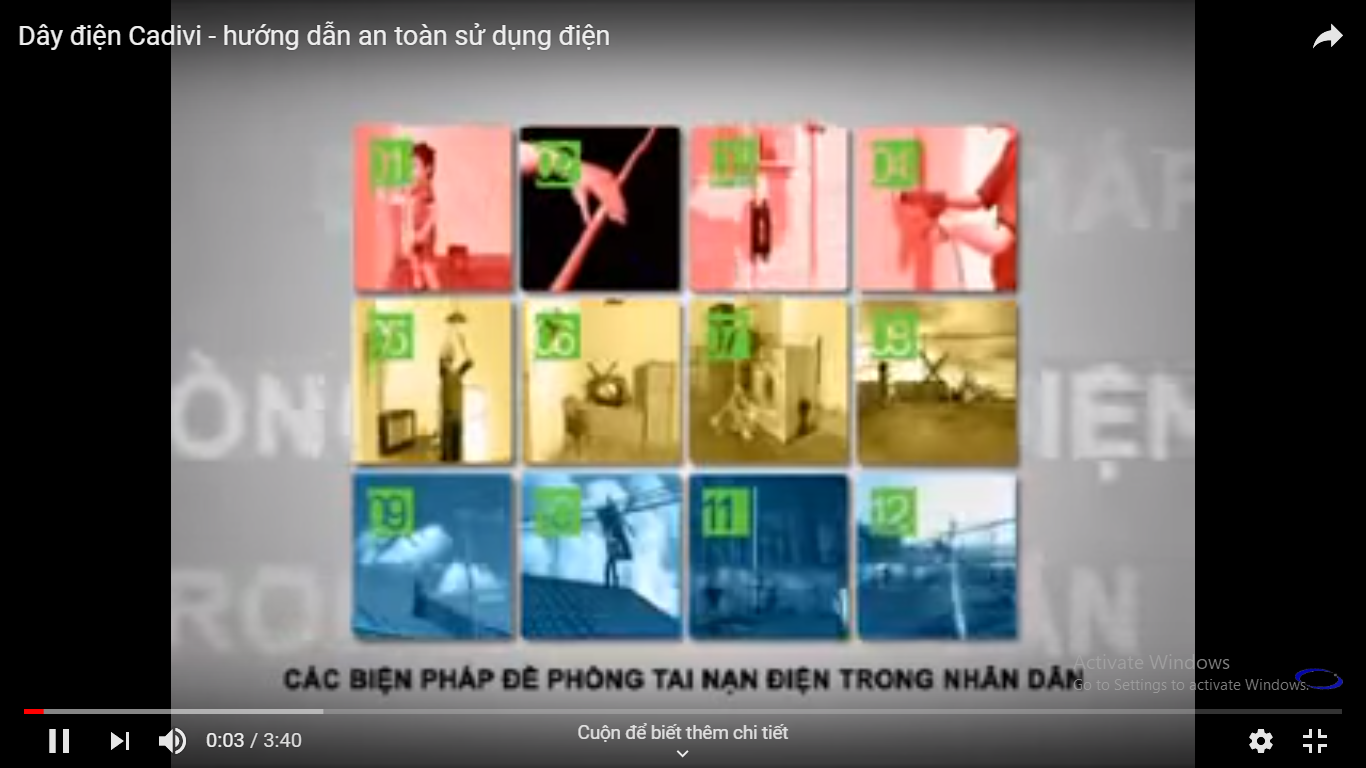 Dây điện Cadivi - hướng dẫn an toàn sử dụng điện
01 02 03 04
05 06 07 08
09 10 11 12
CÁC BIỆN PHÁP ĐỀ PHÒNG TAI NẠN ĐIỆN TRONG NHÂN DÂN
Activate Windows
Go to Settings to activate Windows.
Cuộn để biết thêm chi tiết
0:03 / 3:40